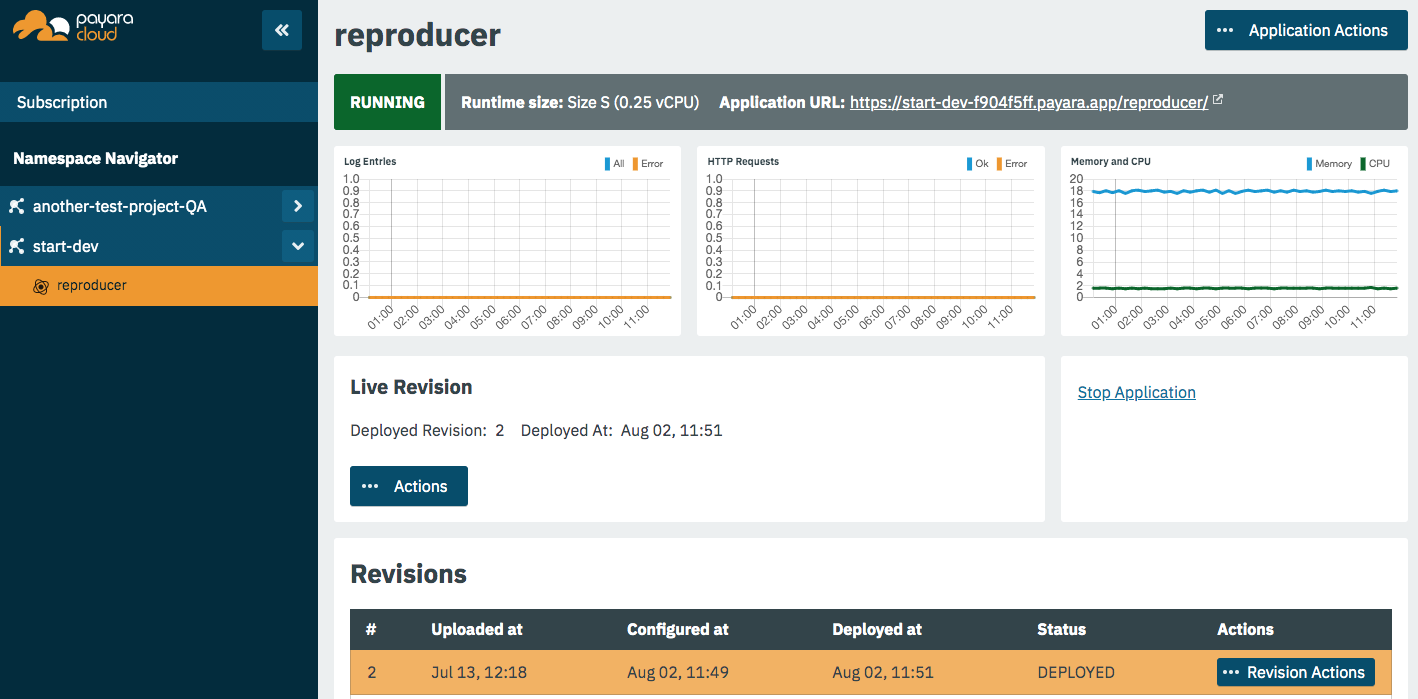 payara
cloud
Subscription
Namespace Navigator
another-test-project-QA
start-dev
reproducer
reproducer
Application Actions
RUNNING
Runtime size: Size S (0.25 vCPU) Application URL: https://start-dev-f904f5ff.payara.app/reproducer/
Log Entries
All Error
1.0
0.9
0.8
0.7
0.6
0.5
0.4
0.3
0.2
0.1
0
01:00 02:00 03:00 04:00 05:00 06:00 07:00 08:00 09:00 10:00 11:00
HTTP Requests
Ok Error
1.0
0.9
0.8
0.7
0.6
0.5
0.4
0.3
0.2
0.1
0
01:00 02:00 03:00 04:00 05:00 06:00 07:00 08:00 09:00 10:00 11:00
Memory and CPU
Memory CPU
20
18
16
14
12
10
8
6
4
2
0
01:00 02:00 03:00 04:00 05:00 06:00 07:00 08:00 09:00 10:00 11:00
Live Revision
Deployed Revision: 2 Deployed At: Aug 02, 11:51
Actions
Stop Application
Revisions
# Uploaded at Configured at Deployed at Status Actions
2 Jul 13, 12:18 Aug 02, 11:49 Aug 02, 11:51 DEPLOYED Revision Actions